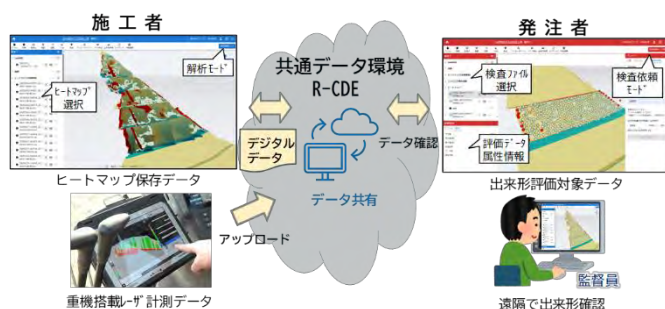 施工者
発注者
解析モード
ヒートマップ
選択
ヒートマップ保存データ
重機搭載レーザ計測データ
共通データ環境
R-CDE
デジタル
データ
データ確認
データ共有
アップロード
検査ファイル
選択
検査依頼
モード
評価データ
属性情報
出来形評価対象データ
監督員
遠隔で出来形確認